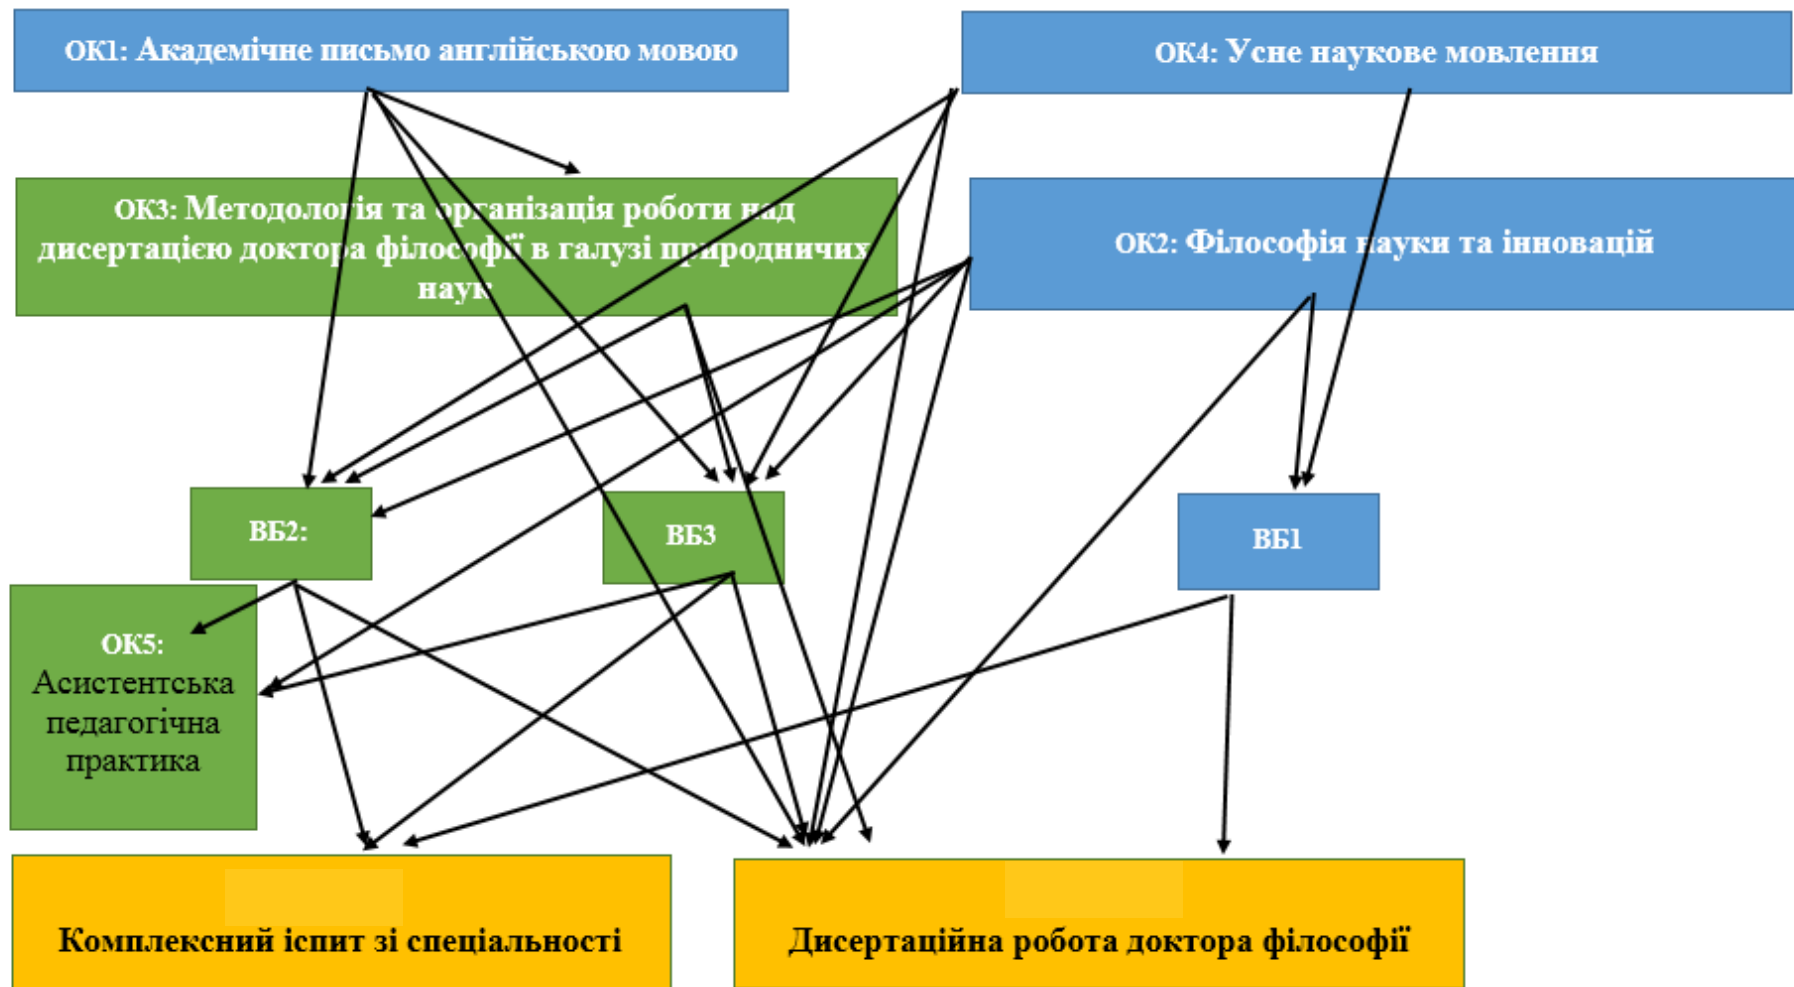 ОК1: Академічне письмо англійською мовою
ОК4: Усне наукове мовлення
ОК3: Методологія та організація роботи над
дисертацією доктора філософії в галузі природничих
наук
ОК2: Філософія науки та інновацій
ВБ2:
ВБ3
ВБ1
ОК5:
Асистентська
педагогічна
практика
Комплексний іспит зі спеціальності
Дисертаційна робота доктора філософії